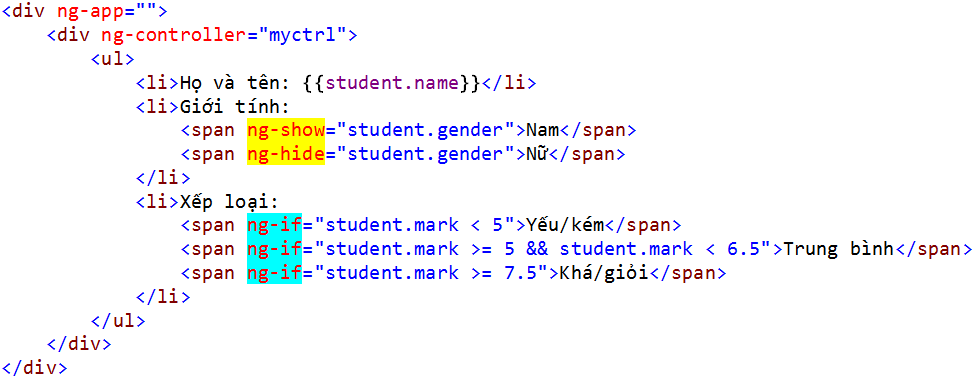 <div ng-app="">
<div ng-controller="myctrl">
<ul>
<li>Họ và tên: {{student.name}}</li>
<li>Giới tính:
<span ng-show="student.gender">Nam</span>
<span ng-hide="student.gender">Nữ</span>
</li>
<li>Xếp loại:
<span ng-if="student.mark < 5">Yếu/kém</span>
<span ng-if="student.mark >= 5 && student.mark < 6.5">Trung bình</span>
<span ng-if="student.mark >= 7.5">Khá/giỏi</span>
</li>
</ul>
</div>
</div>